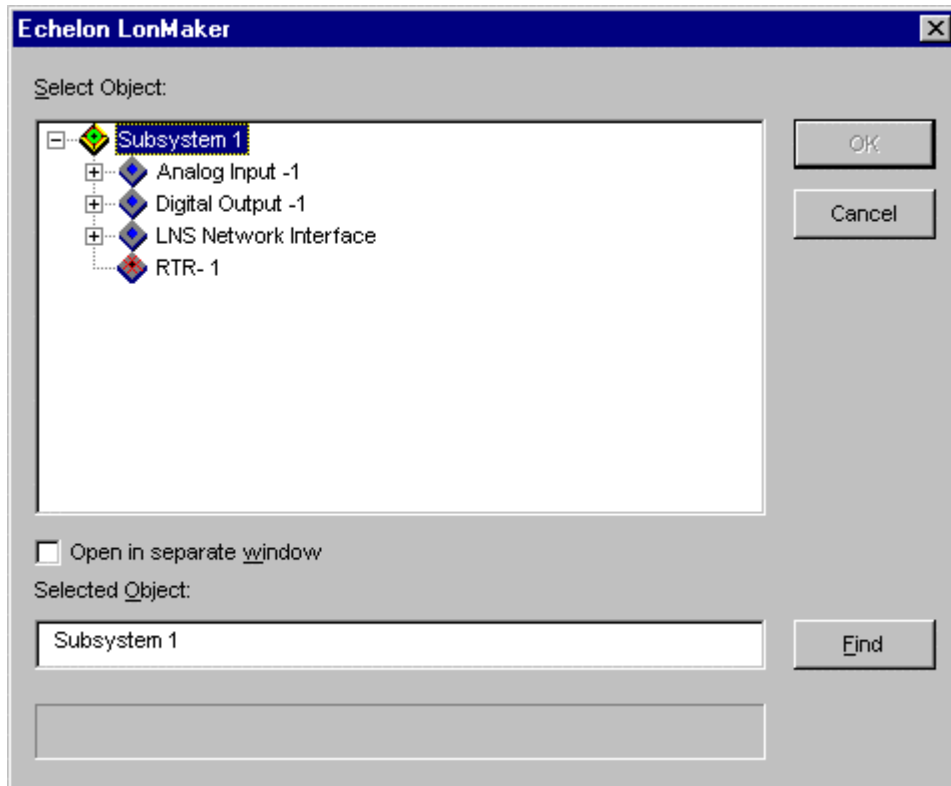 Echelon LonMaker
Select Object:
Subsystem 1
Analog Input -1
Digital Output -1
LNS Network Interface
RTR- 1
OK
Cancel
Open in separate window
Selected Object:
Subsystem 1
Find